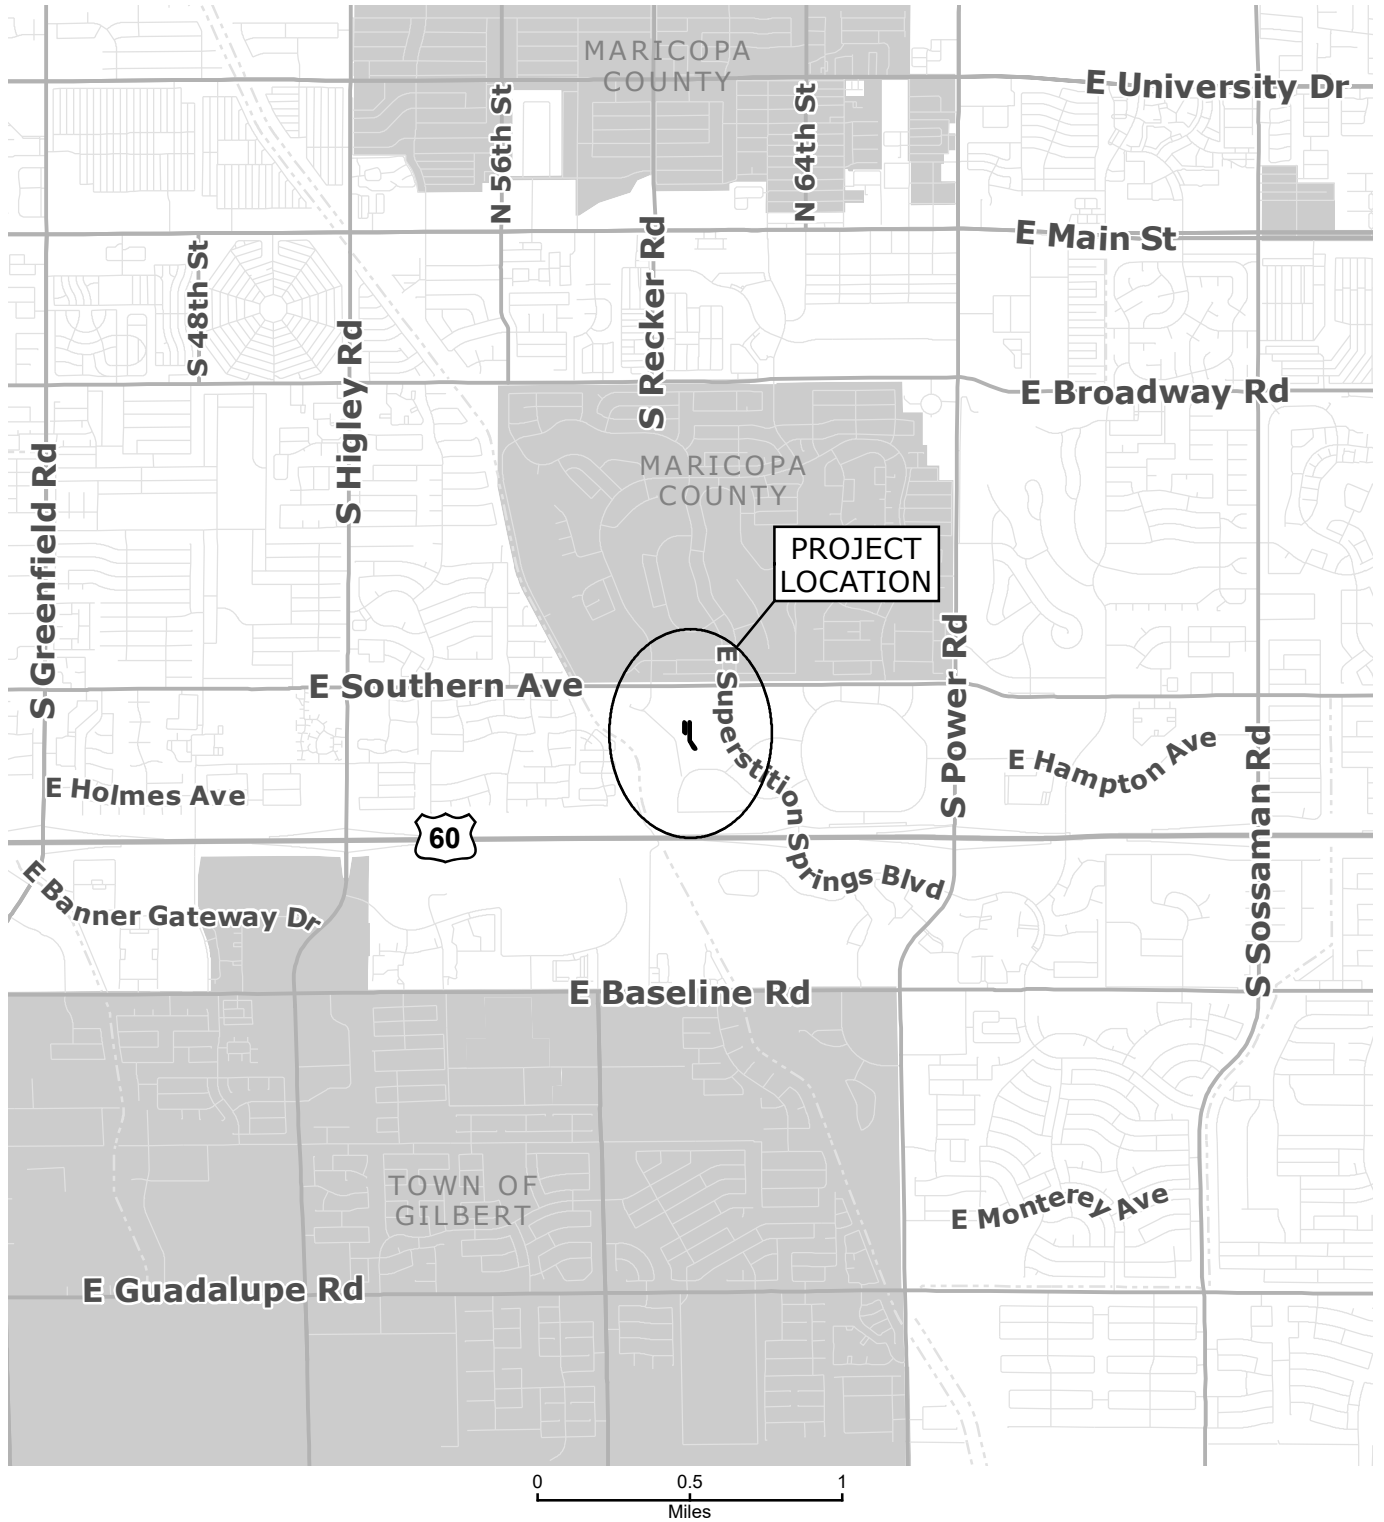 MARICOPA
COUNTY
E University Dr
N 56th St
N 64th St
E Main St
S 48th St
S Recker Rd
S Higley Rd
E Broadway Rd
S Greenfield Rd
MARICOPA
COUNTY
PROJECT
LOCATION
E Superstition Springs Blvd
S Power Rd
E Southern Ave
E Hampton Ave
S Sossaman Rd
E Holmes Ave
60
E Banner Gateway Dr
E Baseline Rd
TOWN OF
GILBERT
E Monterey Ave
E Guadalupe Rd
0 0.5 1
Miles